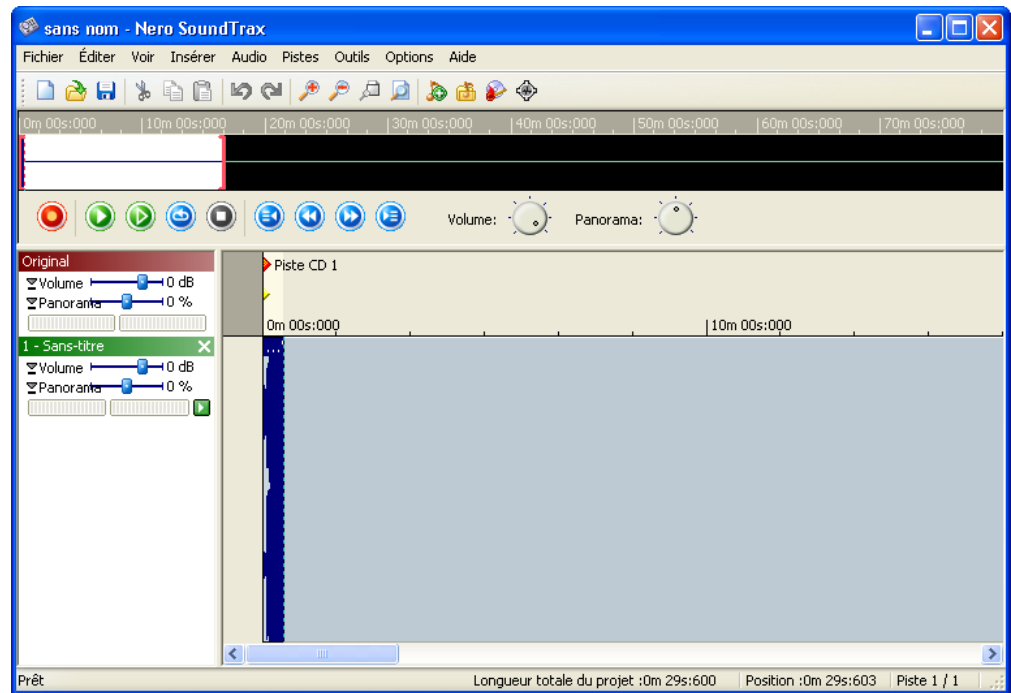 sans nom - Nero SoundTrax
Fichier Éditer Voir Insérer Audio Pistes Outils Options Aide
0m 00s:000 |10m 00s:000 |20m 00s:000 |30m 00s:000 |40m 00s:000 |50m 00s:000 |60m 00s:000 |70m 00s:000
Volume: Panorama:
Original
Volume 0 dB
Panorama 0 %
Piste CD 1
0m 00s:000 |10m 00s:000
1 - Sans-titre
...
Volume 0 dB
Panorama 0 %
Prêt Longueur totale du projet :0m 29s:600 Position :0m 29s:603 Piste 1 / 1